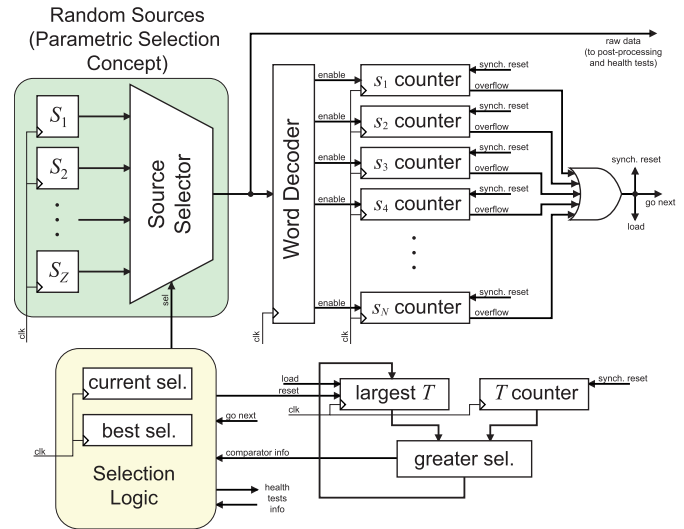 Random Sources
(Parametric Selection
Concept)
raw data
(to post-processing
and health tests)
S1
S2
SZ
clk
Source
Selector
sel
Word Decoder
clk
enable
s1 counter
synch. reset
overflow
enable
s2 counter
synch. reset
overflow
enable
s3 counter
synch. reset
overflow
enable
s4 counter
synch. reset
overflow
enable
sN counter
synch. reset
overflow
clk
synch. reset
go next
load
current sel.
best sel.
clk
Selection
Logic
load
reset
clk
largest T
T counter
synch. reset
go next
comparator info
greater sel.
health
tests
info